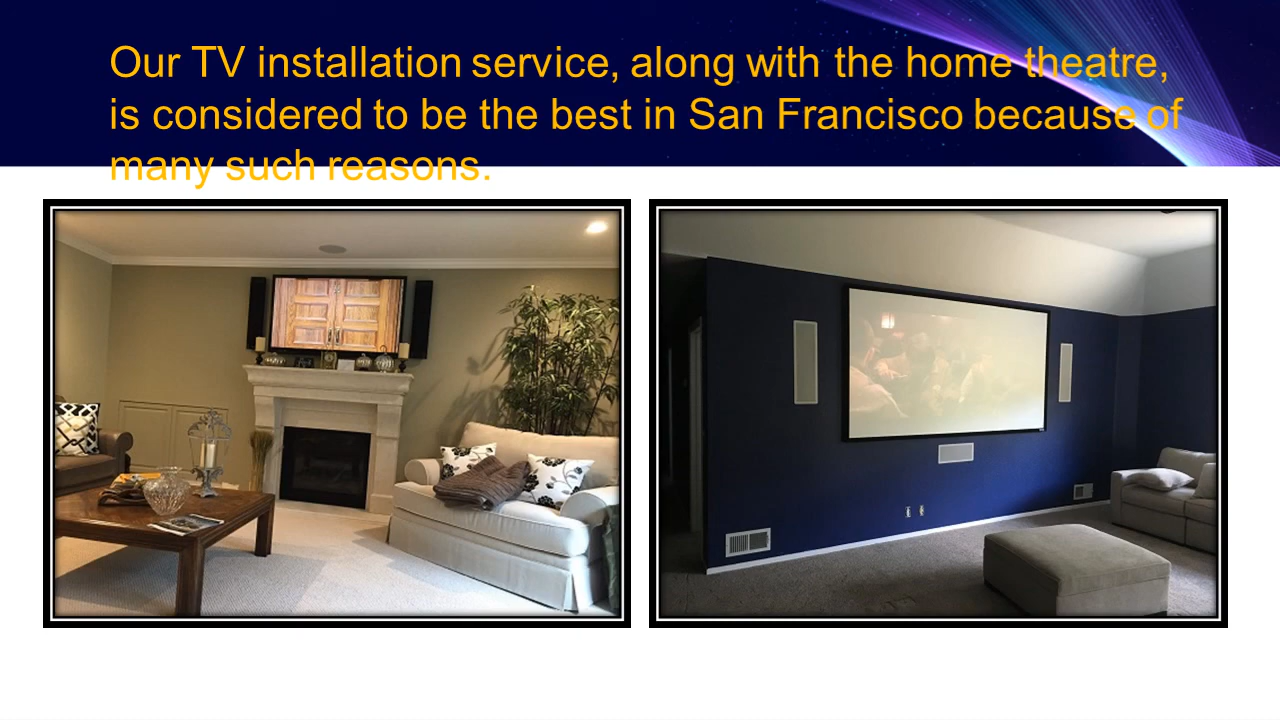 Our TV installation service, along with the home theatre,
is considered to be the best in San Francisco because of
many such reasons.